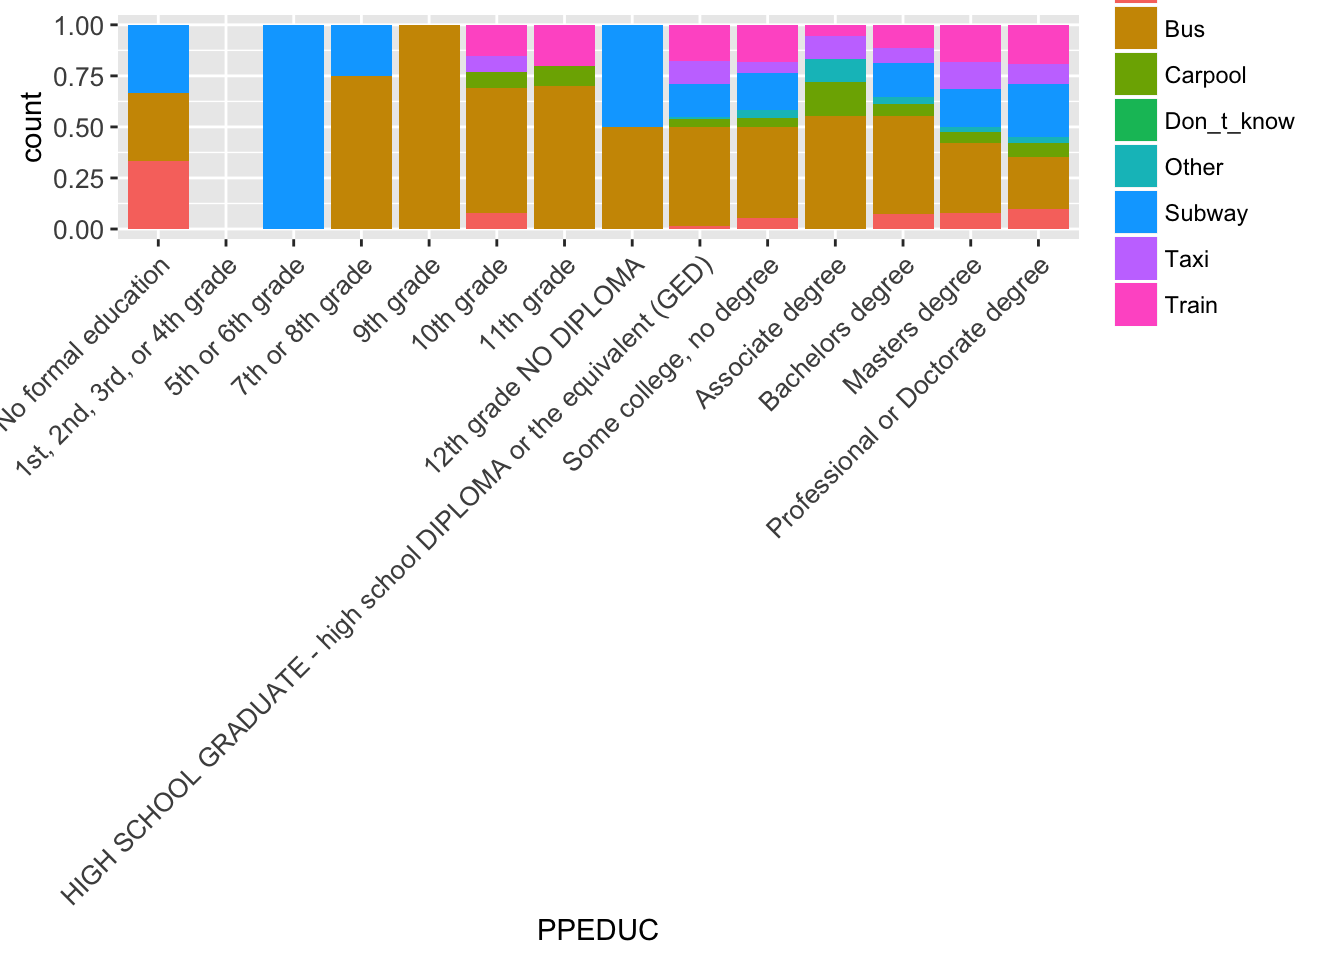 1.00
0.75
0.50
0.25
0.00
count
No formal education
1st, 2nd, 3rd, or 4th grade
5th or 6th grade
7th or 8th grade
9th grade
10th grade
11th grade
12th grade NO DIPLOMA
HIGH SCHOOL GRADUATE - high school DIPLOMA or the equivalent (GED)
Some college, no degree
Associate degree
Bachelors degree
Masters degree
Professional or Doctorate degree
PPEDUC
Bus
Carpool
Don_t_know
Other
Subway
Taxi
Train